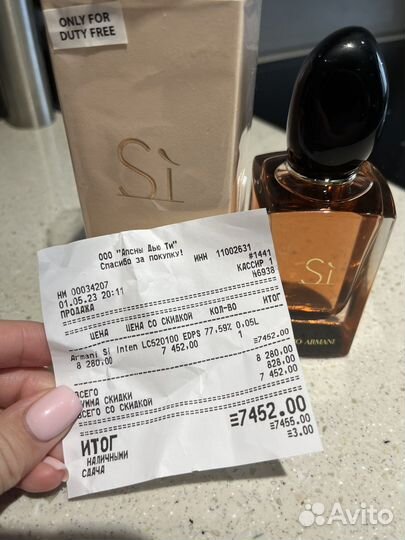 ONLY FOR
DUTY FREE
Sì
Sì
O ARMANI
ООО "Апсны Дью Ти"
Спасибо за покупку!
ИНН 11002631
#1441
НМ 00034207
01.05.23 20:11
КАССИР 1
ПРОДАЖА
№6938
ЦЕНА ЦЕНА СО СКИДКОЙ КОЛ-ВО ИТОГ
Armani Si Inten LC520100 EDPS 77.59% 0.05L
8 280.00 7 452.00 1 =7452.00
ВСЕГО 8 280.00
УММА СКИДКИ 828.00
ВСЕГО СО СКИДКОЙ 7 452.00
ИТОГ =7452.00
НАЛИЧНЫМИ =7455.00
СДАЧА =3.00
Avito